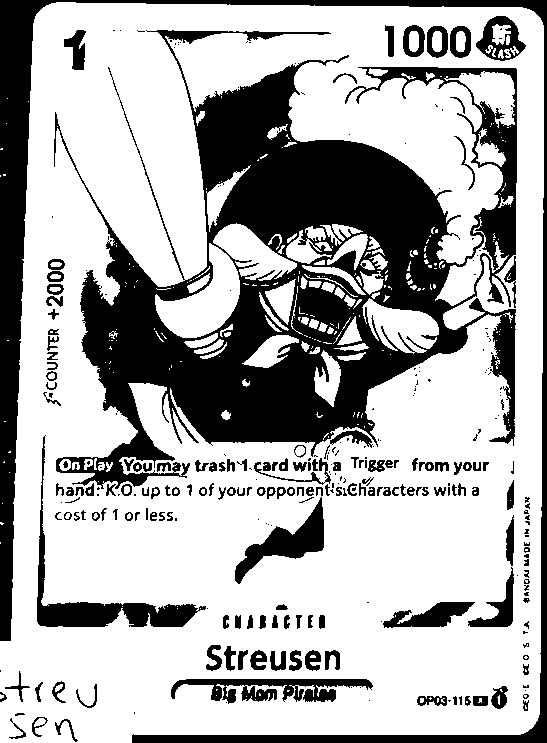 1
1000
斬
SLASH
COUNTER +2000
On Play You may trash 1 card with a Trigger from your
hand: K.O. up to 1 of your opponent's Characters with a
cost of 1 or less.
CHARACTER
Streusen
Big Mom Pirates
OP03-115
BANDAI MADE IN JAPAN
streu
sen